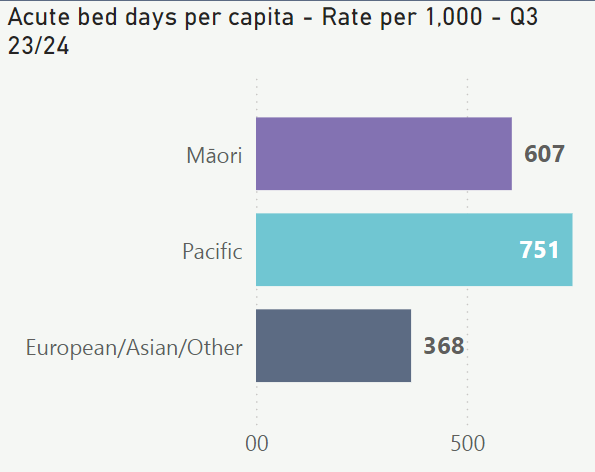 Acute bed days per capita - Rate per 1,000 - Q3
23/24
Māori 607
Pacific 751
European/Asian/Other 368
00 500